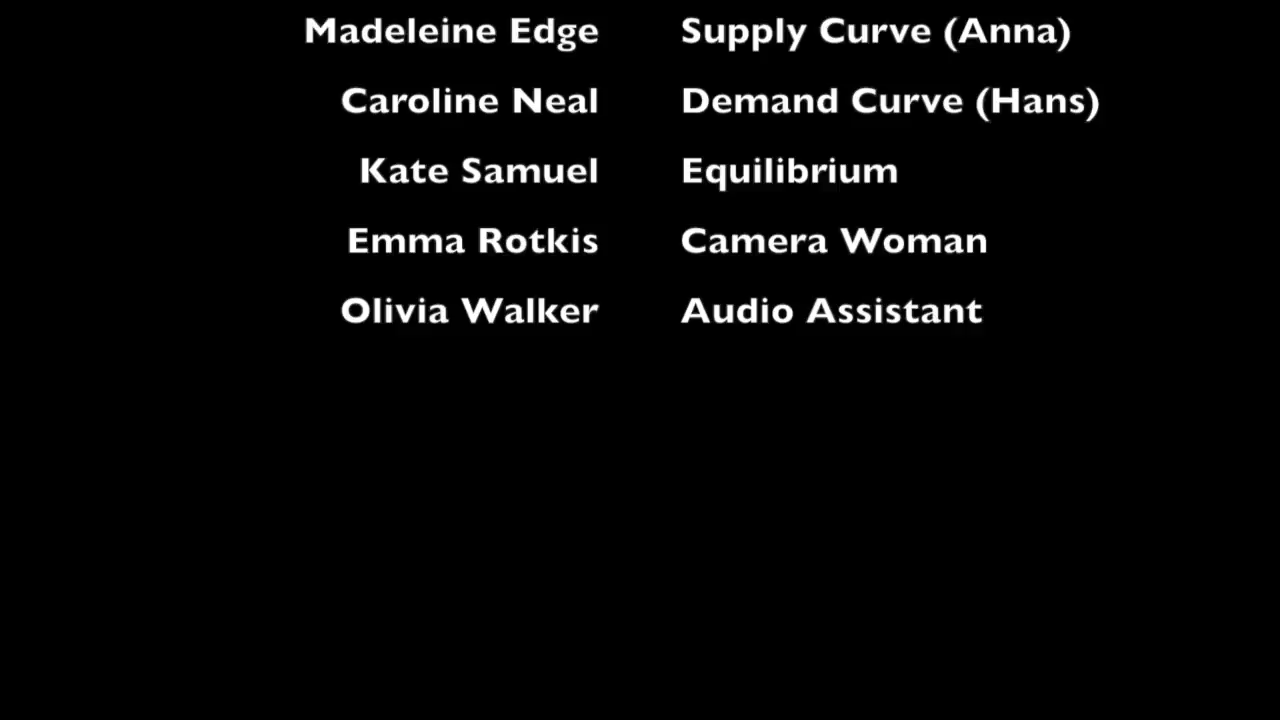 Madeleine Edge Supply Curve (Anna)
Caroline Neal Demand Curve (Hans)
Kate Samuel Equilibrium
Emma Rotkis Camera Woman
Olivia Walker Audio Assistant